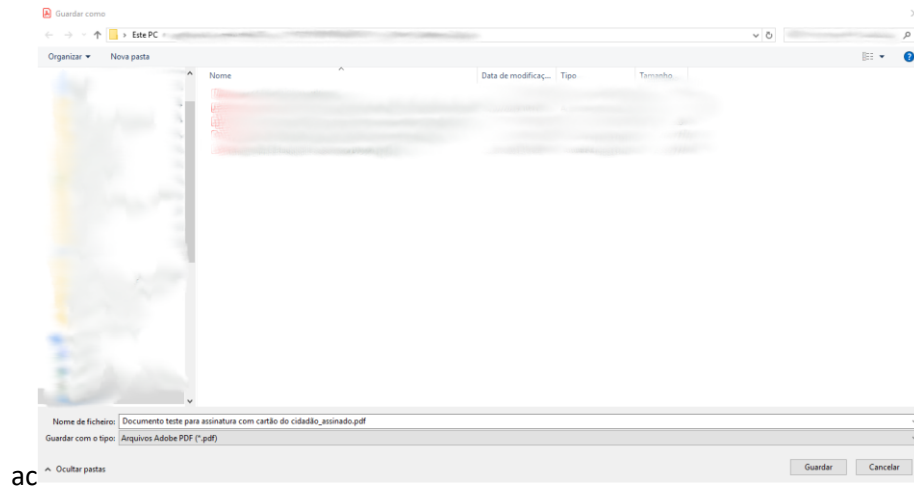 Guardar como
Este PC
Organizar Nova pasta
Nome Data de modificaç... Tipo Tamanho
Nome de ficheiro: Documento teste para assinatura com cartão do cidadão_assinado.pdf
Guardar com o tipo: Arquivos Adobe PDF (*.pdf)
ac Ocultar pastas Guardar Cancelar